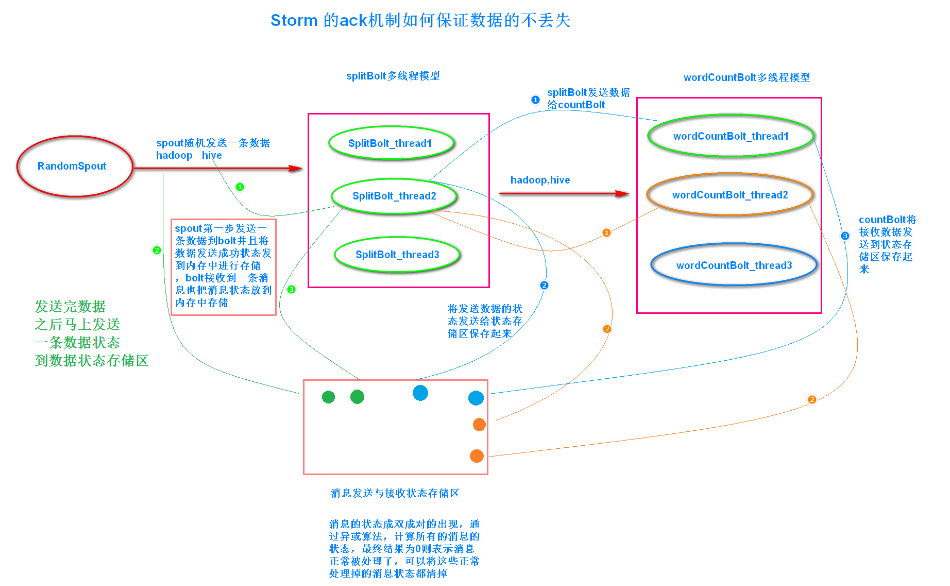 Storm 的ack机制如何保证数据的不丢失
splitBolt多线程模型
wordCountBolt多线程模型
splitBolt发送数据
给countBolt
1
spout随机发送一条数据
hadoop hive
RandomSpout
SplitBolt_thread1
SplitBolt_thread2
SplitBolt_thread3
hadoop,hive
wordCountBolt_thread1
wordCountBolt_thread2
wordCountBolt_thread3
1
2
3
1
2
2
3
2
countBolt将
接收数据发
送到状态存
储区保存起
来
spout第一步发送一
条数据到bolt并且将
数据发送成功状态发
到内存中进行存储
，bolt接收到一条消
息也把消息状态放到
内存中存储
将发送数据的状
态发送给状态存
储区保存起来
发送完数据
之后马上发送
一条数据状态
到数据状态存储区
消息发送与接收状态存储区
消息的状态成双成对的出现，通
过异或算法，计算所有的消息的
状态，最终结果为0则表示消息
正常被处理了，可以将这些正常
处理掉的消息状态都清掉